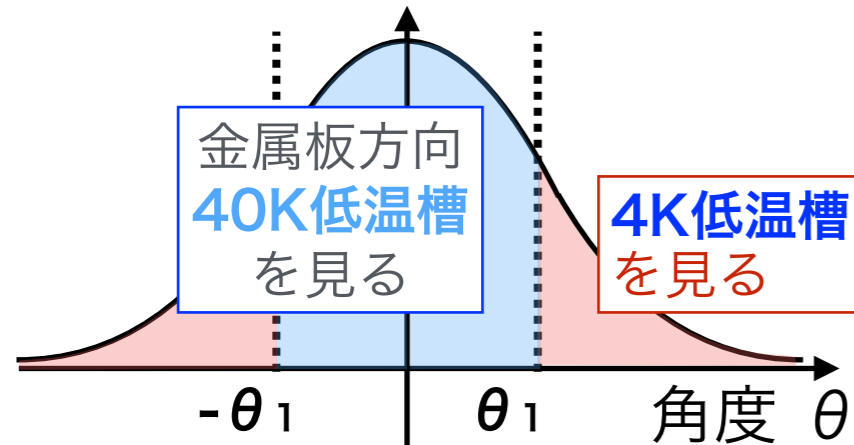 金属板方向
40K低温槽
を見る
4K低温槽
を見る
-θ1
θ1
角度 θ